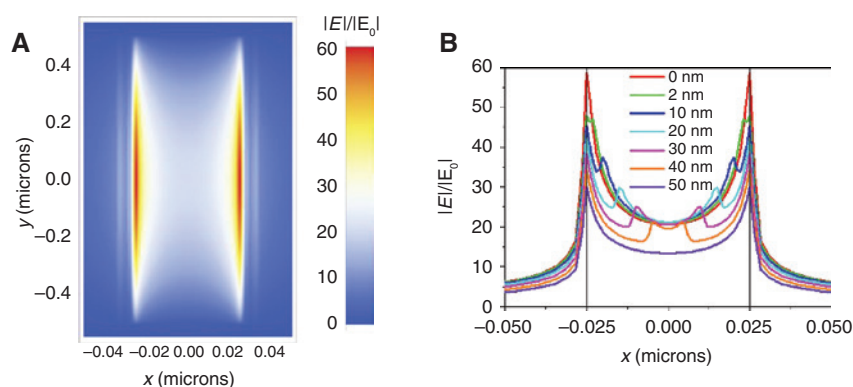 A
|E|/|E₀|
60
50
40
30
20
10
0
0.4
0.2
0.0
−0.2
−0.4
y (microns)
−0.04 −0.02 0.00 0.02 0.04
x (microns)
B
60
50
40
30
20
10
0
|E|/|E₀|
0 nm
2 nm
10 nm
20 nm
30 nm
40 nm
50 nm
−0.050 −0.025 0.000 0.025 0.050
x (microns)